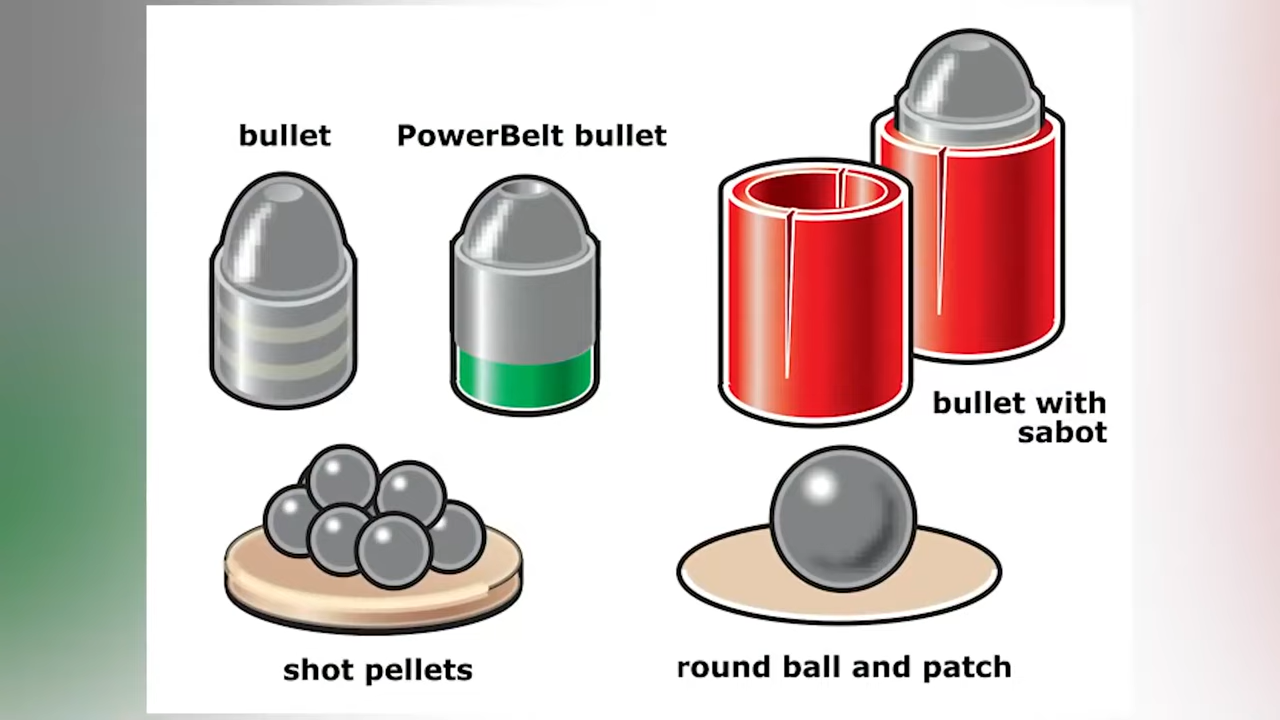 bullet
PowerBelt bullet
bullet with
sabot
shot pellets
round ball and patch